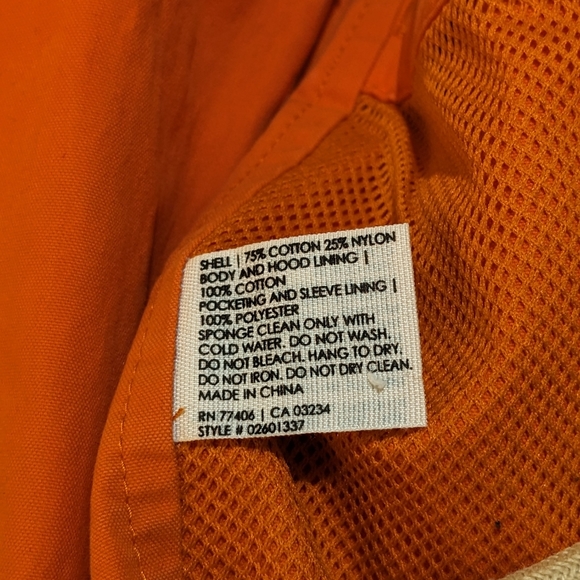 SHELL | 75% COTTON 25% NYLON
BODY AND HOOD LINING |
100% COTTON
POCKETING AND SLEEVE LINING |
100% POLYESTER
SPONGE CLEAN ONLY WITH
COLD WATER. DO NOT WASH.
DO NOT BLEACH. HANG TO DRY.
DO NOT IRON. DO NOT DRY CLEAN.
MADE IN CHINA
RN 77406 | CA 03234
STYLE # 02601337